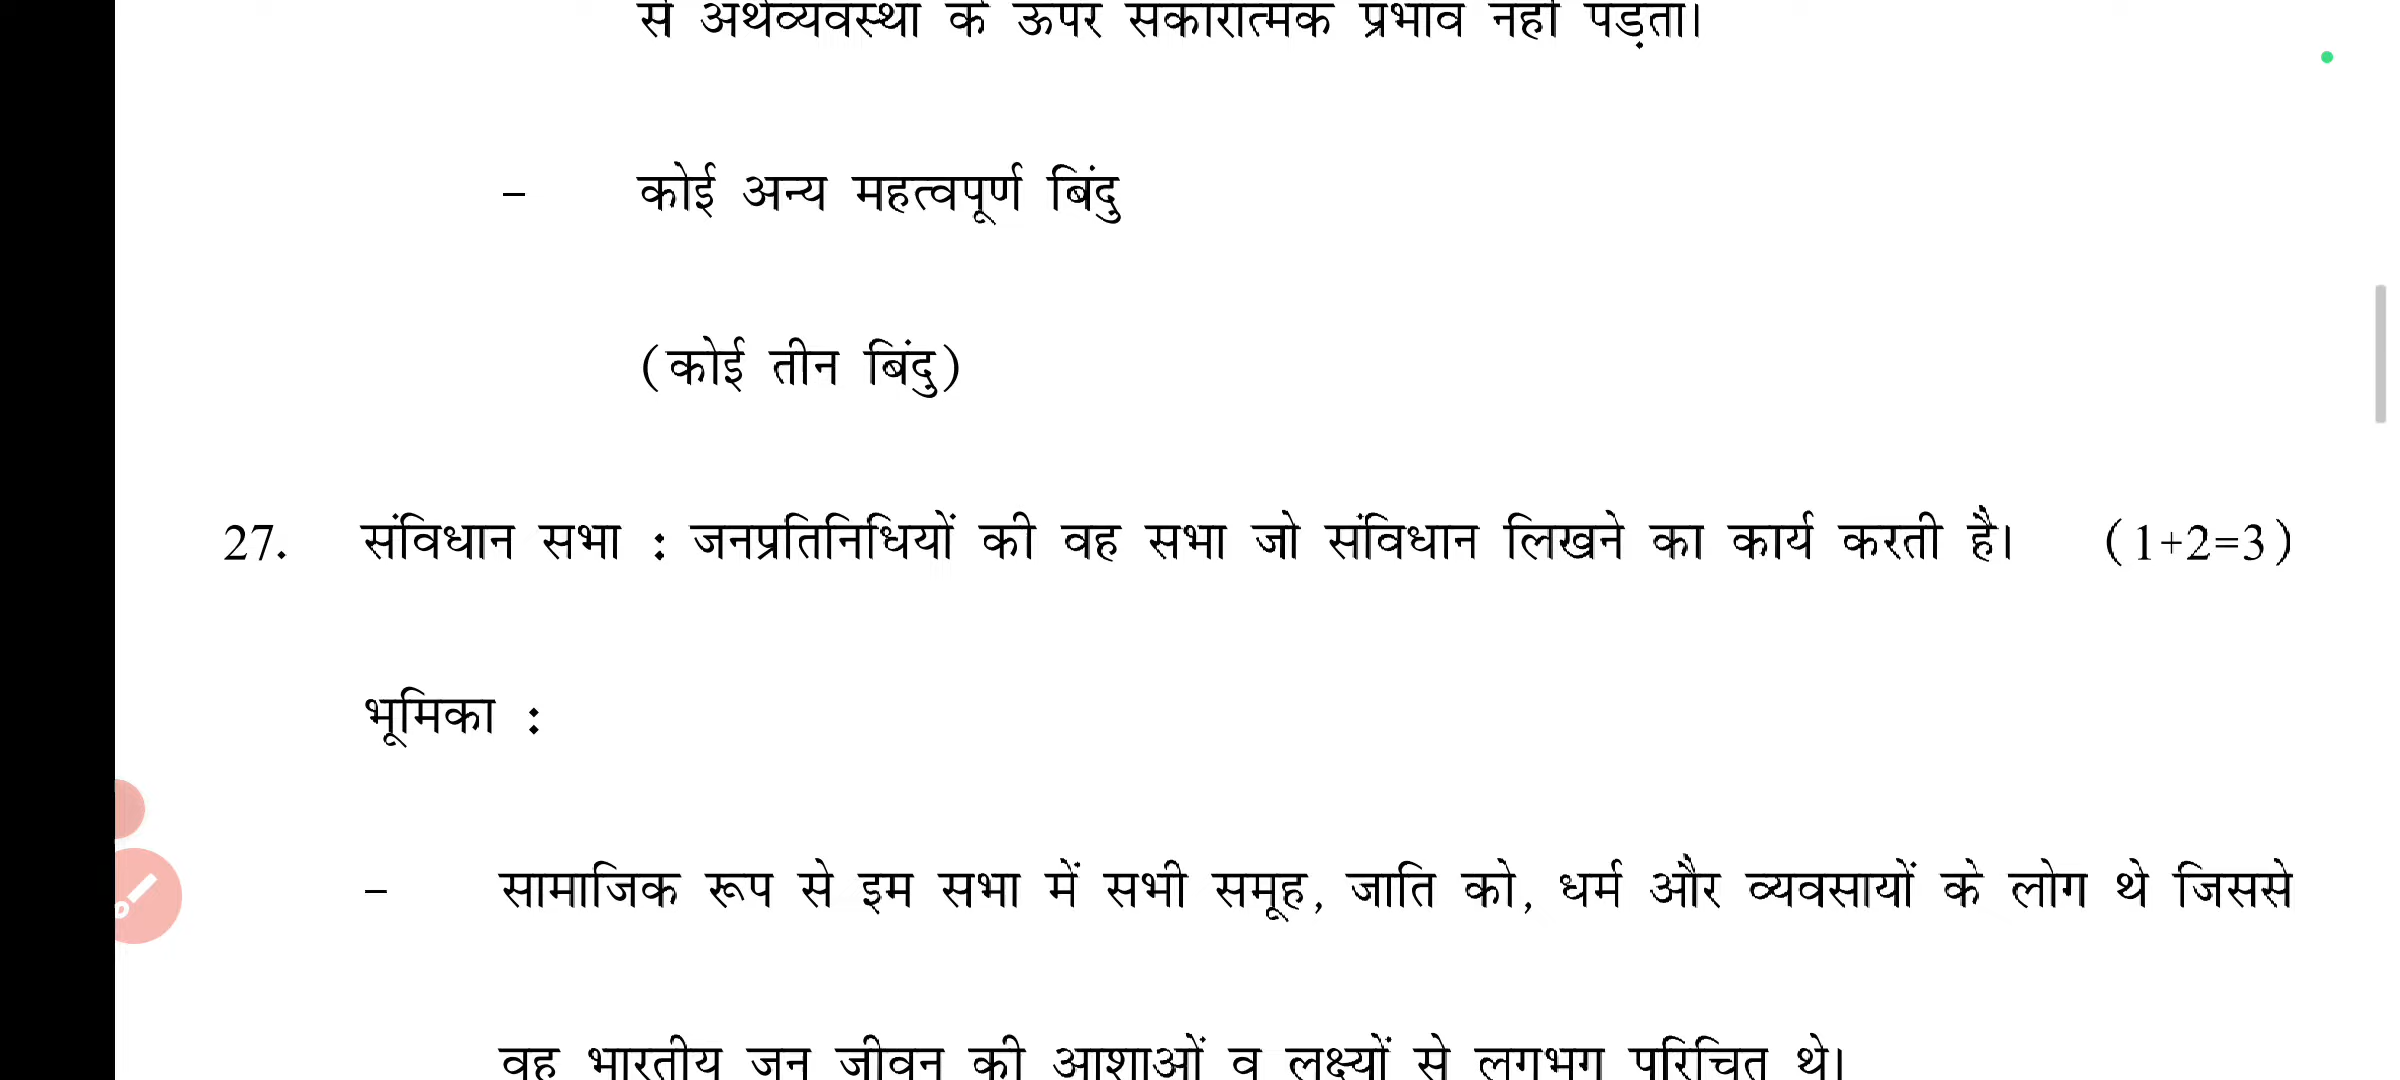 से अर्थव्यवस्था के ऊपर सकारात्मक प्रभाव नहीं पड़ता।
– कोई अन्य महत्वपूर्ण बिंदु
(कोई तीन बिंदु)
27. संविधान सभा : जनप्रतिनिधियों की वह सभा जो संविधान लिखने का कार्य करती है। (1+2=3)
भूमिका :
– सामाजिक रूप से इम सभा में सभी समूह, जाति को, धर्म और व्यवसायों के लोग थे जिससे
वह भारतीय जन जीवन की आशाओं व लक्ष्यों से लगभग परिचित थे।